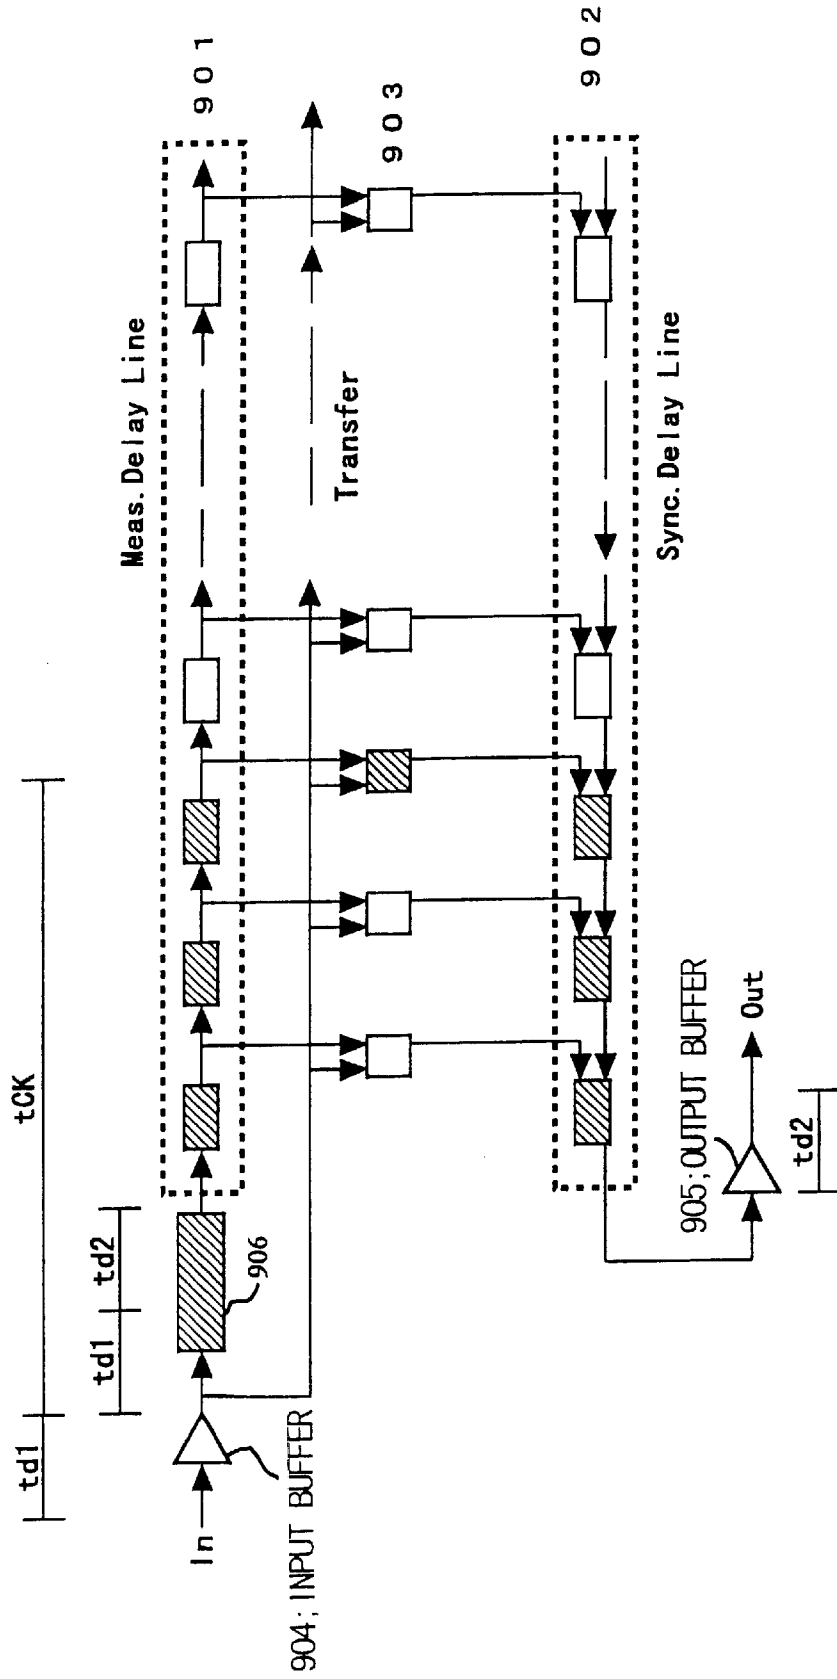 td1
tCK
td1
td2
In
904;INPUT BUFFER
906
Meas.Delay Line
901
Transfer
903
902
Sync.Delay Line
905;OUTPUT BUFFER
Out
td2